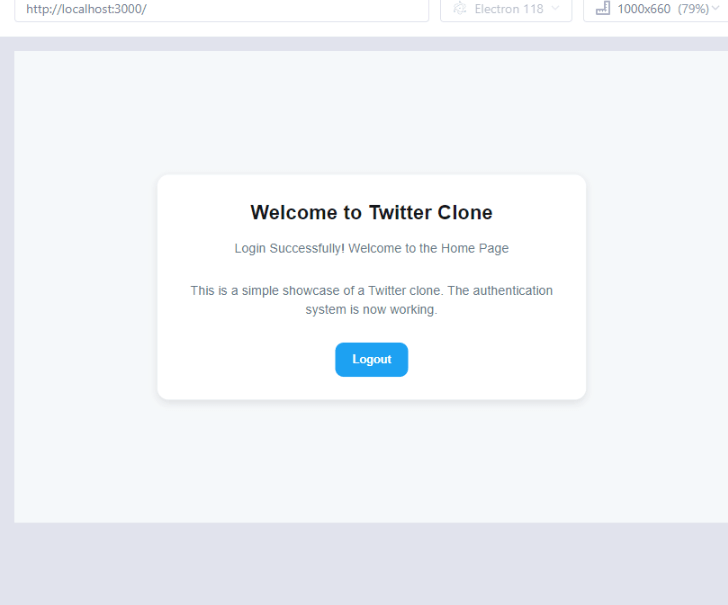 http://localhost:3000/
Electron 118
1000x660 (79%)
Welcome to Twitter Clone
Login Successfully! Welcome to the Home Page
This is a simple showcase of a Twitter clone. The authentication
system is now working.
Logout